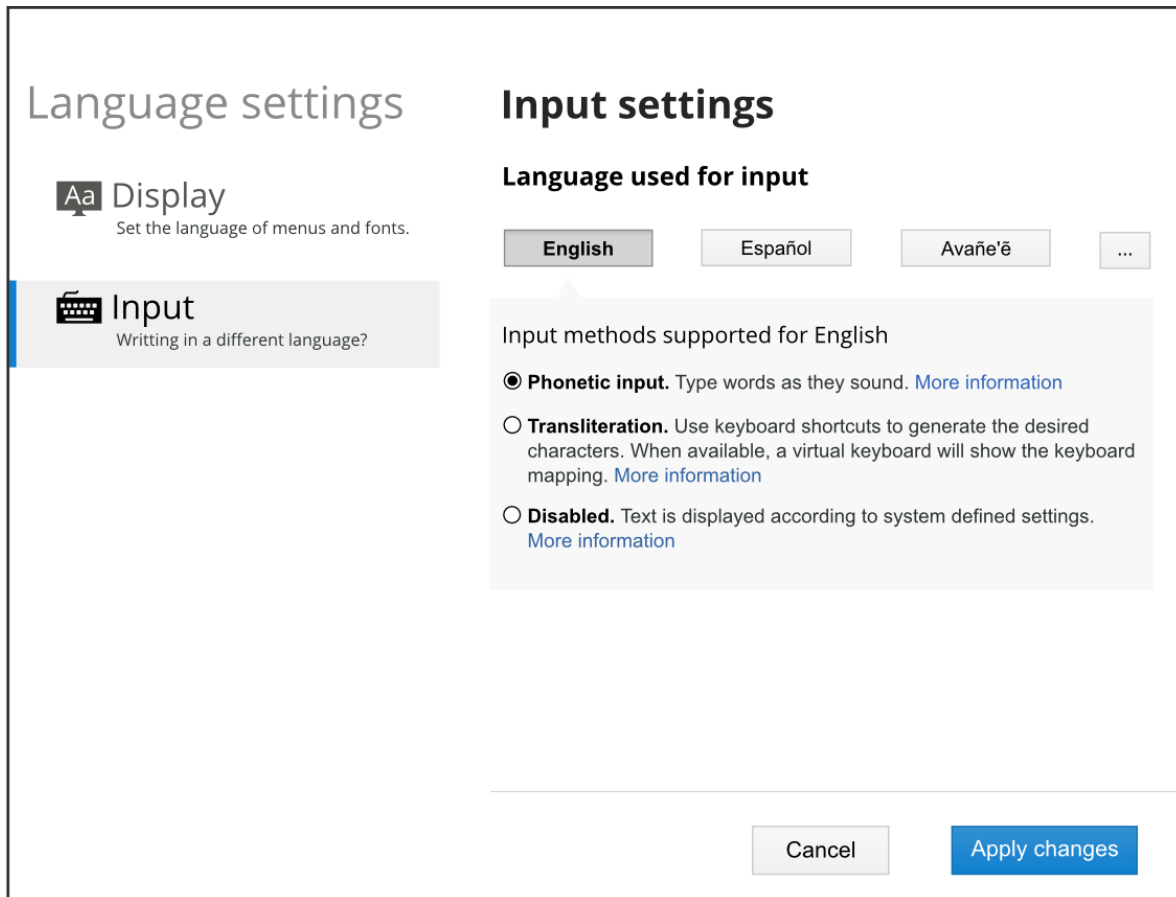 Language settings
Aa Display
Set the language of menus and fonts.
Input
Writting in a different language?
Input settings
Language used for input
English Español Avañe'ẽ ...
Input methods supported for English
Phonetic input. Type words as they sound. More information
Transliteration. Use keyboard shortcuts to generate the desired
characters. When available, a virtual keyboard will show the keyboard
mapping. More information
Disabled. Text is displayed according to system defined settings.
More information
Cancel Apply changes